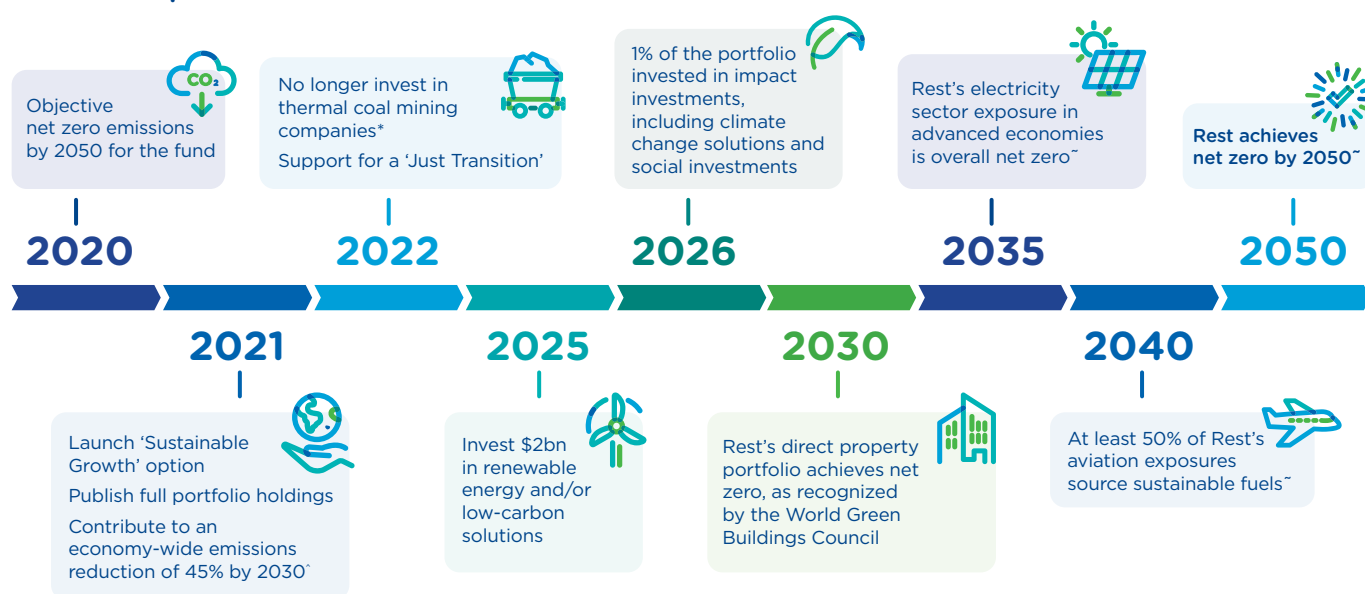 CO₂
Objective
net zero emissions
by 2050 for the fund
2020
2021
Launch ‘Sustainable
Growth’ option
Publish full portfolio holdings
Contribute to an
economy-wide emissions
reduction of 45% by 2030^
No longer invest in
thermal coal mining
companies*
Support for a ‘Just Transition’
2022
2025
Invest $2bn
in renewable
energy and/or
low-carbon
solutions
1% of the portfolio
invested in impact
investments,
including climate
change solutions and
social investments
2026
2030
Rest’s direct property
portfolio achieves net
zero, as recognized
by the World Green
Buildings Council
Rest’s electricity
sector exposure in
advanced economies
is overall net zero~
2035
2040
At least 50% of Rest’s
aviation exposures
source sustainable fuels~
Rest achieves
net zero by 2050~
2050